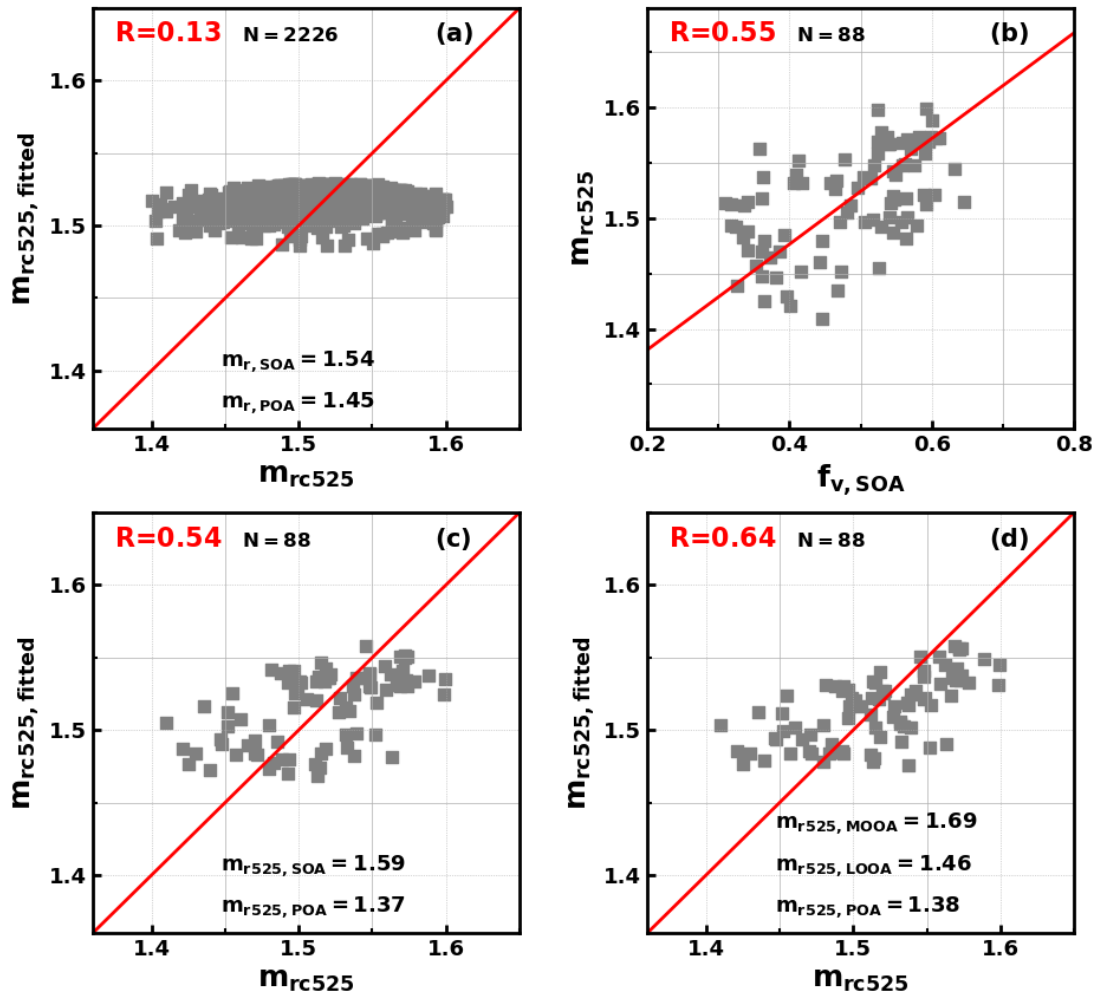 R=0.13 N = 2226 (a)
1.6
1.5
1.4
m_rc525, fitted
m_r, SOA = 1.54
m_r, POA = 1.45
1.4 1.5 1.6
m_rc525
R=0.55 N = 88 (b)
1.6
1.5
1.4
m_rc525
0.2 0.4 0.6 0.8
f_v, SOA
R=0.54 N = 88 (c)
1.6
1.5
1.4
m_rc525, fitted
m_r525, SOA = 1.59
m_r525, POA = 1.37
1.4 1.5 1.6
m_rc525
R=0.64 N = 88 (d)
1.6
1.5
1.4
m_rc525, fitted
m_r525, MOOA = 1.69
m_r525, LOOA = 1.46
m_r525, POA = 1.38
1.4 1.5 1.6
m_rc525